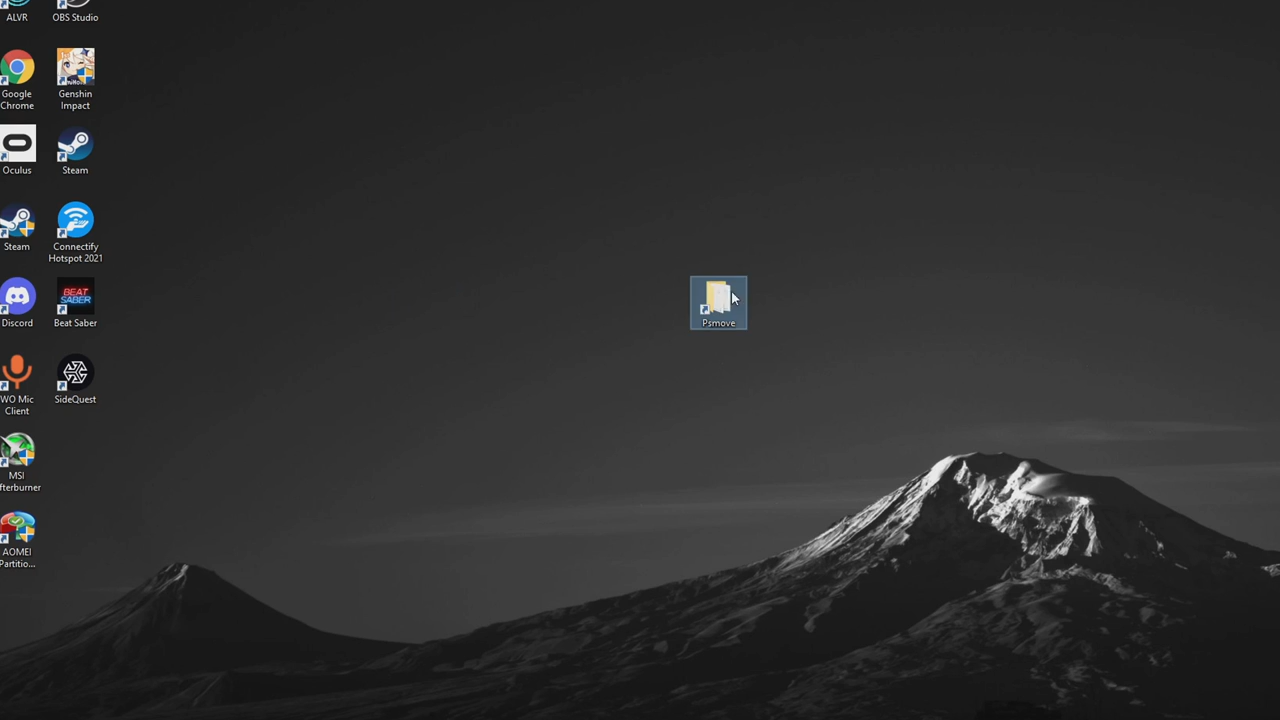 ALVR
OBS Studio
Google
Chrome
Genshin
Impact
Oculus
Steam
Steam
Connectify
Hotspot 2021
Discord
BEAT
SABER
Beat Saber
WO Mic
Client
SideQuest
MSI
fterburner
AOMEI
Partitio...
Psmove